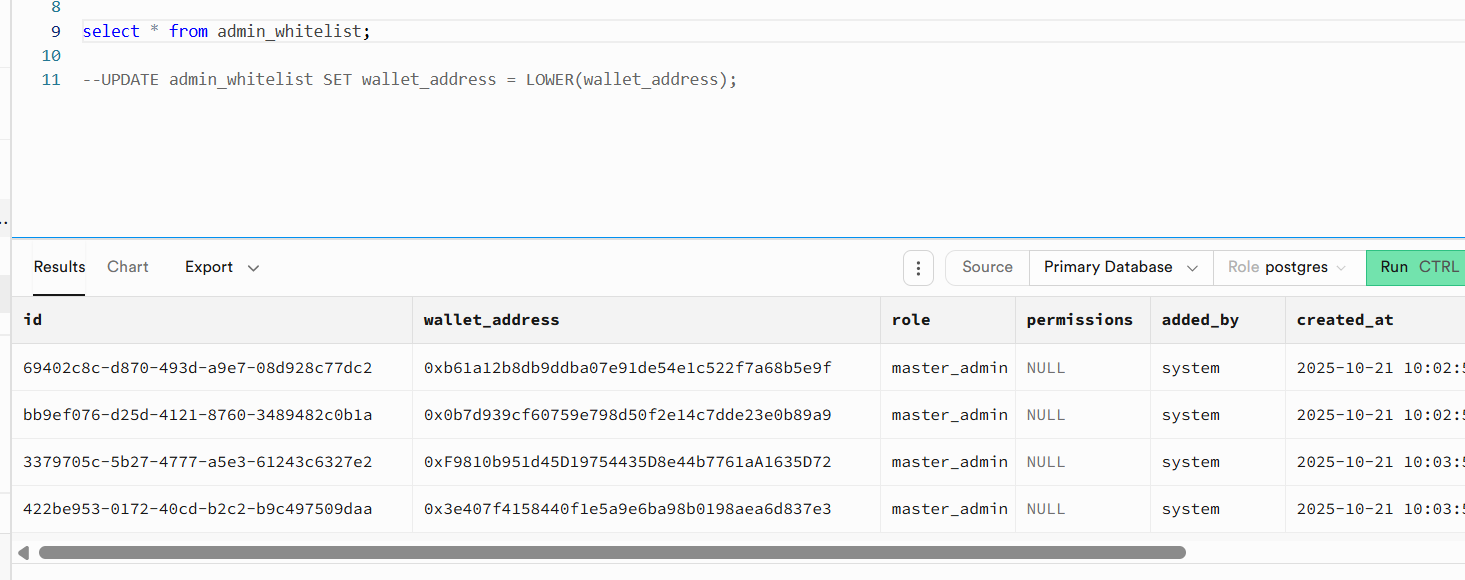 8
9 select * from admin_whitelist;
10
11 --UPDATE admin_whitelist SET wallet_address = LOWER(wallet_address);
Results Chart Export Source Primary Database Role postgres Run CTRL
id wallet_address role permissions added_by created_at
69402c8c-d870-493d-a9e7-08d928c77dc2 0xb61a12b8db9ddba07e91de54e1c522f7a68b5e9f master_admin NULL system 2025-10-21 10:02:5
bb9ef076-d25d-4121-8760-3489482c0b1a 0x0b7d939cf60759e798d50f2e14c7dde23e0b89a9 master_admin NULL system 2025-10-21 10:02:5
3379705c-5b27-4777-a5e3-61243c6327e2 0xF9810b951d45D19754435D8e44b7761aA1635D72 master_admin NULL system 2025-10-21 10:03:5
422be953-0172-40cd-b2c2-b9c497509daa 0x3e407f4158440f1e5a9e6ba98b0198aea6d837e3 master_admin NULL system 2025-10-21 10:03:5